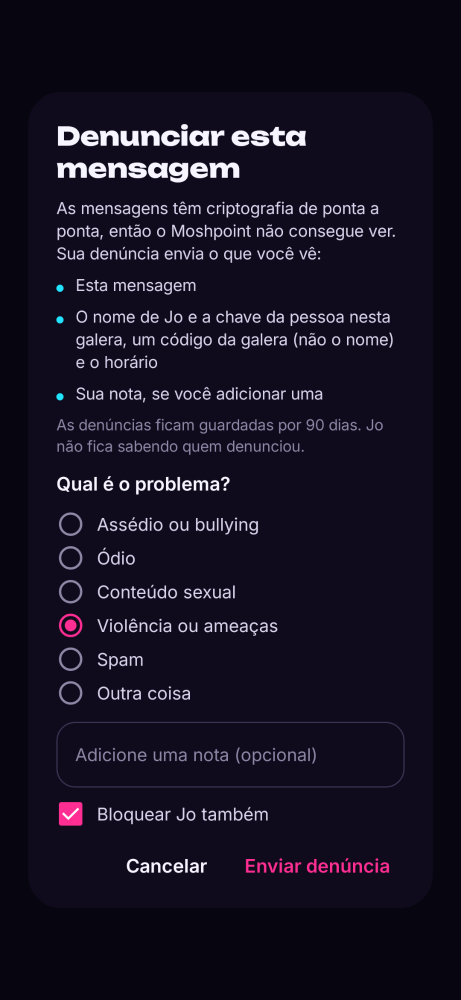 Denunciar esta
mensagem
As mensagens têm criptografia de ponta a
ponta, então o Moshpoint não consegue ver.
Sua denúncia envia o que você vê:
Esta mensagem
O nome de Jo e a chave da pessoa nesta
galera, um código da galera (não o nome)
e o horário
Sua nota, se você adicionar uma
As denúncias ficam guardadas por 90 dias. Jo
não fica sabendo quem denunciou.
Qual é o problema?
Assédio ou bullying
Ódio
Conteúdo sexual
Violência ou ameaças
Spam
Outra coisa
Adicione uma nota (opcional)
Bloquear Jo também
Cancelar Enviar denúncia